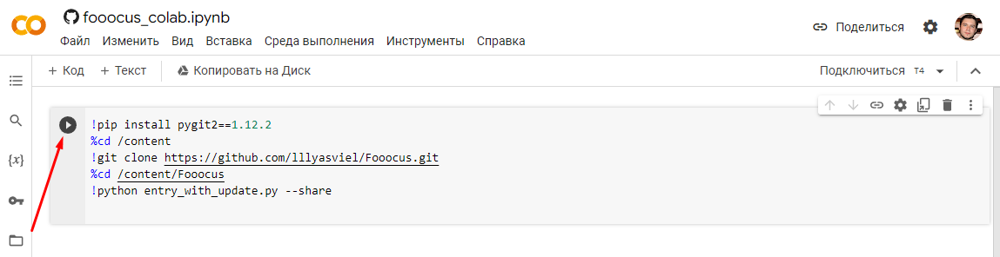 fooocus_colab.ipynb
Файл Изменить Вид Вставка Среда выполнения Инструменты Справка
Поделиться
+ Код + Текст Копировать на Диск
Подключиться T4
!pip install pygit2==1.12.2
%cd /content
!git clone https://github.com/lllyasviel/Fooocus.git
%cd /content/Fooocus
!python entry_with_update.py --share
{x}